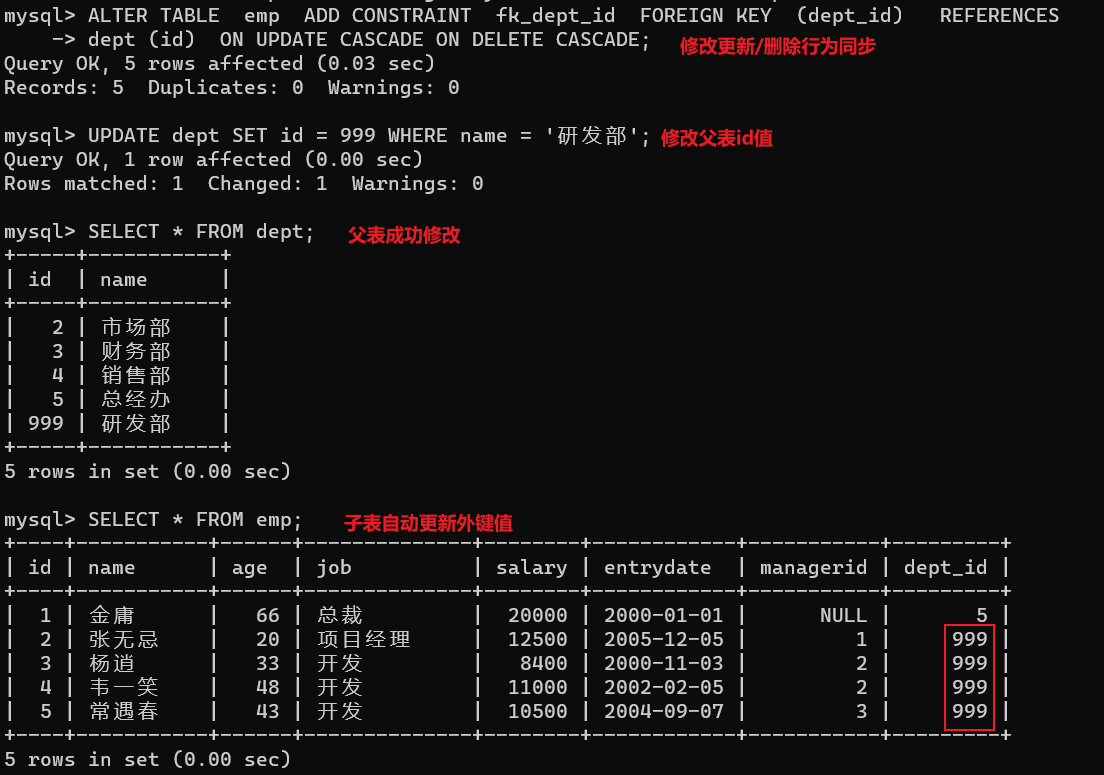 mysql> ALTER TABLE  emp  ADD CONSTRAINT  fk_dept_id  FOREIGN KEY  (dept_id)   REFERENCES
    -> dept (id)  ON UPDATE CASCADE ON DELETE CASCADE; 修改更新/删除行为同步
Query OK, 5 rows affected (0.03 sec)
Records: 5  Duplicates: 0  Warnings: 0
mysql> UPDATE dept SET id = 999 WHERE name = '研发部'; 修改父表id值
Query OK, 1 row affected (0.00 sec)
Rows matched: 1  Changed: 1  Warnings: 0
mysql> SELECT * FROM dept; 父表成功修改
+-----+-----------+
| id  | name      |
+-----+-----------+
|   2 | 市场部    |
|   3 | 财务部    |
|   4 | 销售部    |
|   5 | 总经办    |
| 999 | 研发部    |
+-----+-----------+
5 rows in set (0.00 sec)
mysql> SELECT * FROM emp; 子表自动更新外键值
+----+-----------+------+--------------+--------+------------+-----------+---------+
| id | name      | age  | job          | salary | entrydate  | managerid | dept_id |
+----+-----------+------+--------------+--------+------------+-----------+---------+
|  1 | 金庸      |   66 | 总裁         |  20000 | 2000-01-01 |      NULL |       5 |
|  2 | 张无忌    |   20 | 项目经理     |  12500 | 2005-12-05 |         1 |     999 |
|  3 | 杨逍      |   33 | 开发         |   8400 | 2000-11-03 |         2 |     999 |
|  4 | 韦一笑    |   48 | 开发         |  11000 | 2002-02-05 |         2 |     999 |
|  5 | 常遇春    |   43 | 开发         |  10500 | 2004-09-07 |         3 |     999 |
+----+-----------+------+--------------+--------+------------+-----------+---------+
5 rows in set (0.00 sec)